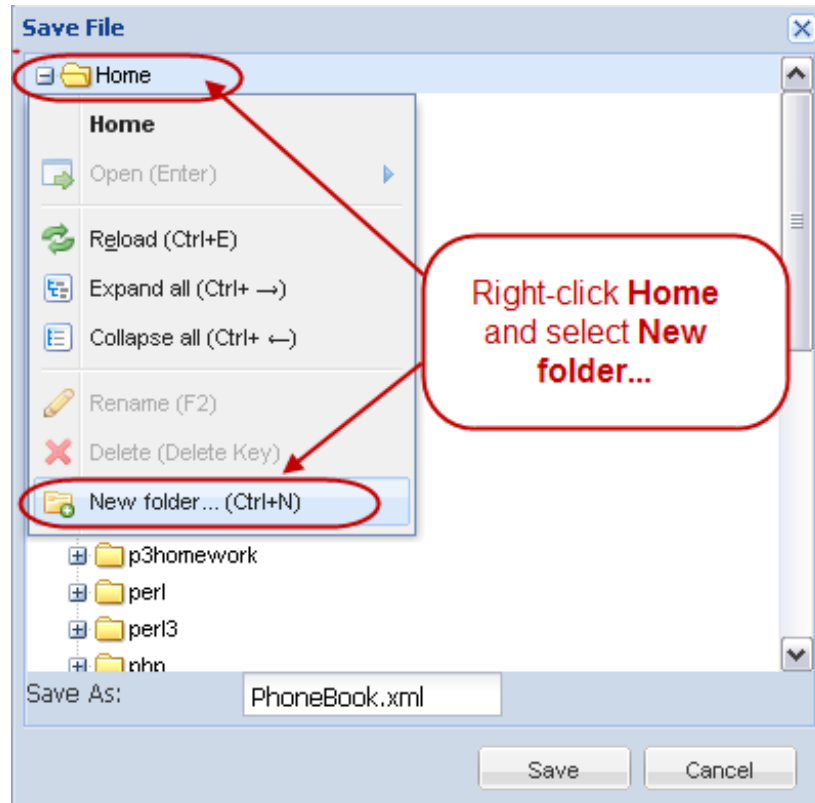 Save File
Home
Home
Open (Enter)
Reload (Ctrl+E)
Expand all (Ctrl+ →)
Collapse all (Ctrl+ ←)
Rename (F2)
Delete (Delete Key)
New folder... (Ctrl+N)
Right-click Home
and select New
folder...
p3homework
perl
perl3
php
Save As:
PhoneBook.xml
Save
Cancel